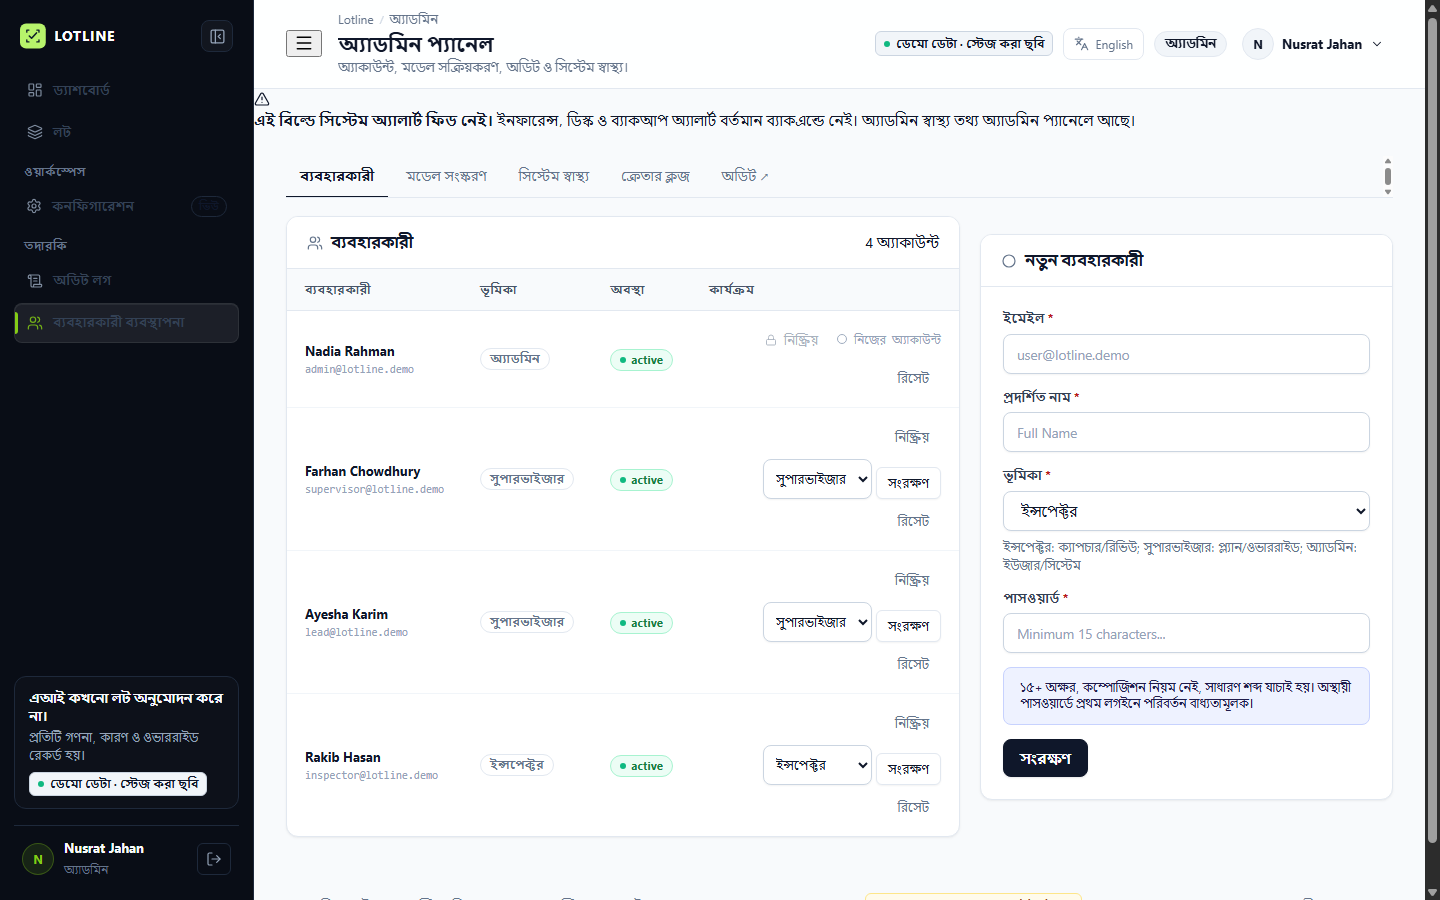 LOTLINE
ড্যাশবোর্ড
লট
ওয়ার্কস্পেস
কনফিগারেশন
তদারকি
অডিট লগ
ব্যবহারকারী ব্যবস্থাপনা
এআই কখনো লট অনুমোদন করে
না।
প্রতিটি গণনা, কারণ ও ওভাররাইড
রেকর্ড হয়।
ডেমো ডেটা · স্টেজ করা ছবি
N
Nusrat Jahan
অ্যাডমিন
Lotline / অ্যাডমিন
অ্যাডমিন প্যানেল
অ্যাকাউন্ট, মডেল সক্রিয়করণ, অডিট ও সিস্টেম স্বাস্থ্য।
ডেমো ডেটা · স্টেজ করা ছবি
English
অ্যাডমিন
N
Nusrat Jahan
এই বিল্ডে সিস্টেম অ্যালার্ট ফিড নেই। ইনফারেন্স, ডিস্ক ও ব্যাকআপ অ্যালার্ট বর্তমান ব্যাকএন্ডে নেই। অ্যাডমিন স্বাস্থ্য তথ্য অ্যাডমিন প্যানেলে আছে।
ব্যবহারকারী মডেল সংস্করণ সিস্টেম স্বাস্থ্য ক্রেতার ক্লজ অডিট ↗
ব্যবহারকারী 4 অ্যাকাউন্ট
ব্যবহারকারী ভূমিকা অবস্থা কার্যক্রম
Nadia Rahman
admin@lotline.demo
অ্যাডমিন
active
নিষ্ক্রিয় নিজের অ্যাকাউন্ট
রিসেট
Farhan Chowdhury
supervisor@lotline.demo
সুপারভাইজার
active
নিষ্ক্রিয়
সুপারভাইজার সংরক্ষণ
রিসেট
Ayesha Karim
lead@lotline.demo
সুপারভাইজার
active
নিষ্ক্রিয়
সুপারভাইজার সংরক্ষণ
রিসেট
Rakib Hasan
inspector@lotline.demo
ইন্সপেক্টর
active
নিষ্ক্রিয়
ইন্সপেক্টর সংরক্ষণ
রিসেট
নতুন ব্যবহারকারী
ইমেইল *
user@lotline.demo
প্রদর্শিত নাম *
Full Name
ভূমিকা *
ইন্সপেক্টর
ইন্সপেক্টর: ক্যাপচার/রিভিউ; সুপারভাইজার: প্ল্যান/ওভাররাইড; অ্যাডমিন:
ইউজার/সিস্টেম
পাসওয়ার্ড *
Minimum 15 characters...
১৫+ অক্ষর, কম্পোজিশন নিয়ম নেই, সাধারণ শব্দ যাচাই হয়। অস্থায়ী
পাসওয়ার্ডে প্রথম লগইনে পরিবর্তন বাধ্যতামূলক।
সংরক্ষণ